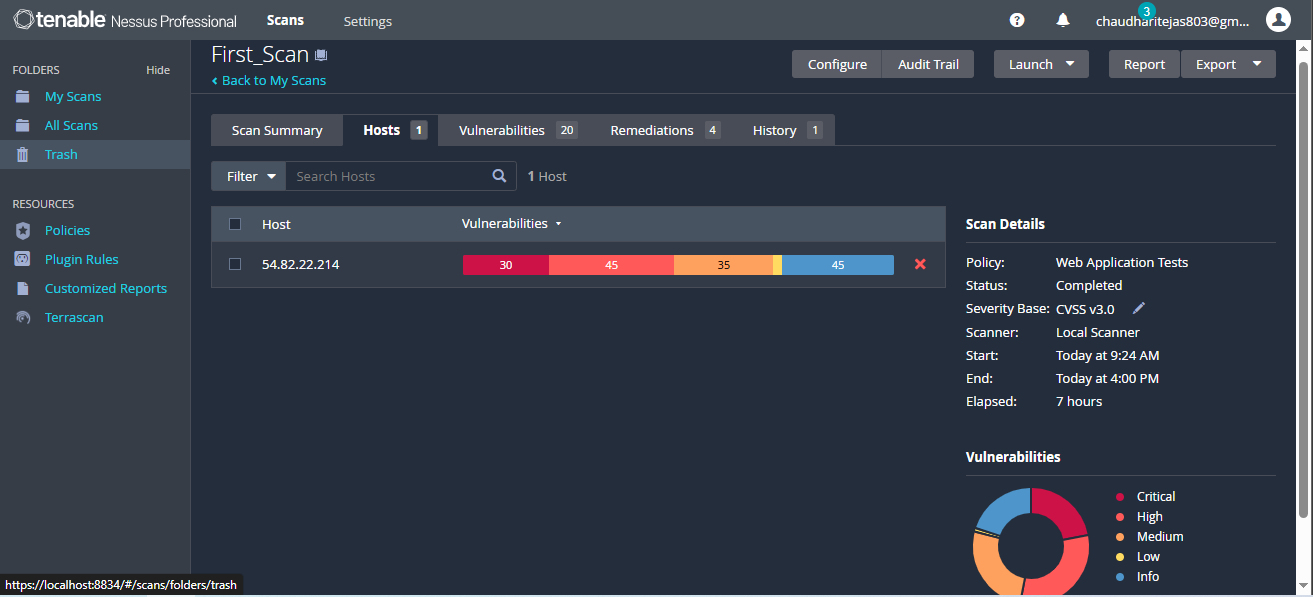 tenable Nessus Professional
Scans
Settings
?
3
chaudharitejas803@gm...
FOLDERS
Hide
My Scans
All Scans
Trash
RESOURCES
Policies
Plugin Rules
Customized Reports
Terrascan
First_Scan
< Back to My Scans
Configure
Audit Trail
Launch
Report
Export
Scan Summary
Hosts 1
Vulnerabilities 20
Remediations 4
History 1
Filter
Search Hosts
1 Host
Host
Vulnerabilities
54.82.22.214
30
45
35
45
Scan Details
Policy: Web Application Tests
Status: Completed
Severity Base: CVSS v3.0
Scanner: Local Scanner
Start: Today at 9:24 AM
End: Today at 4:00 PM
Elapsed: 7 hours
Vulnerabilities
Critical
High
Medium
Low
Info
https://localhost:8834/#/scans/folders/trash